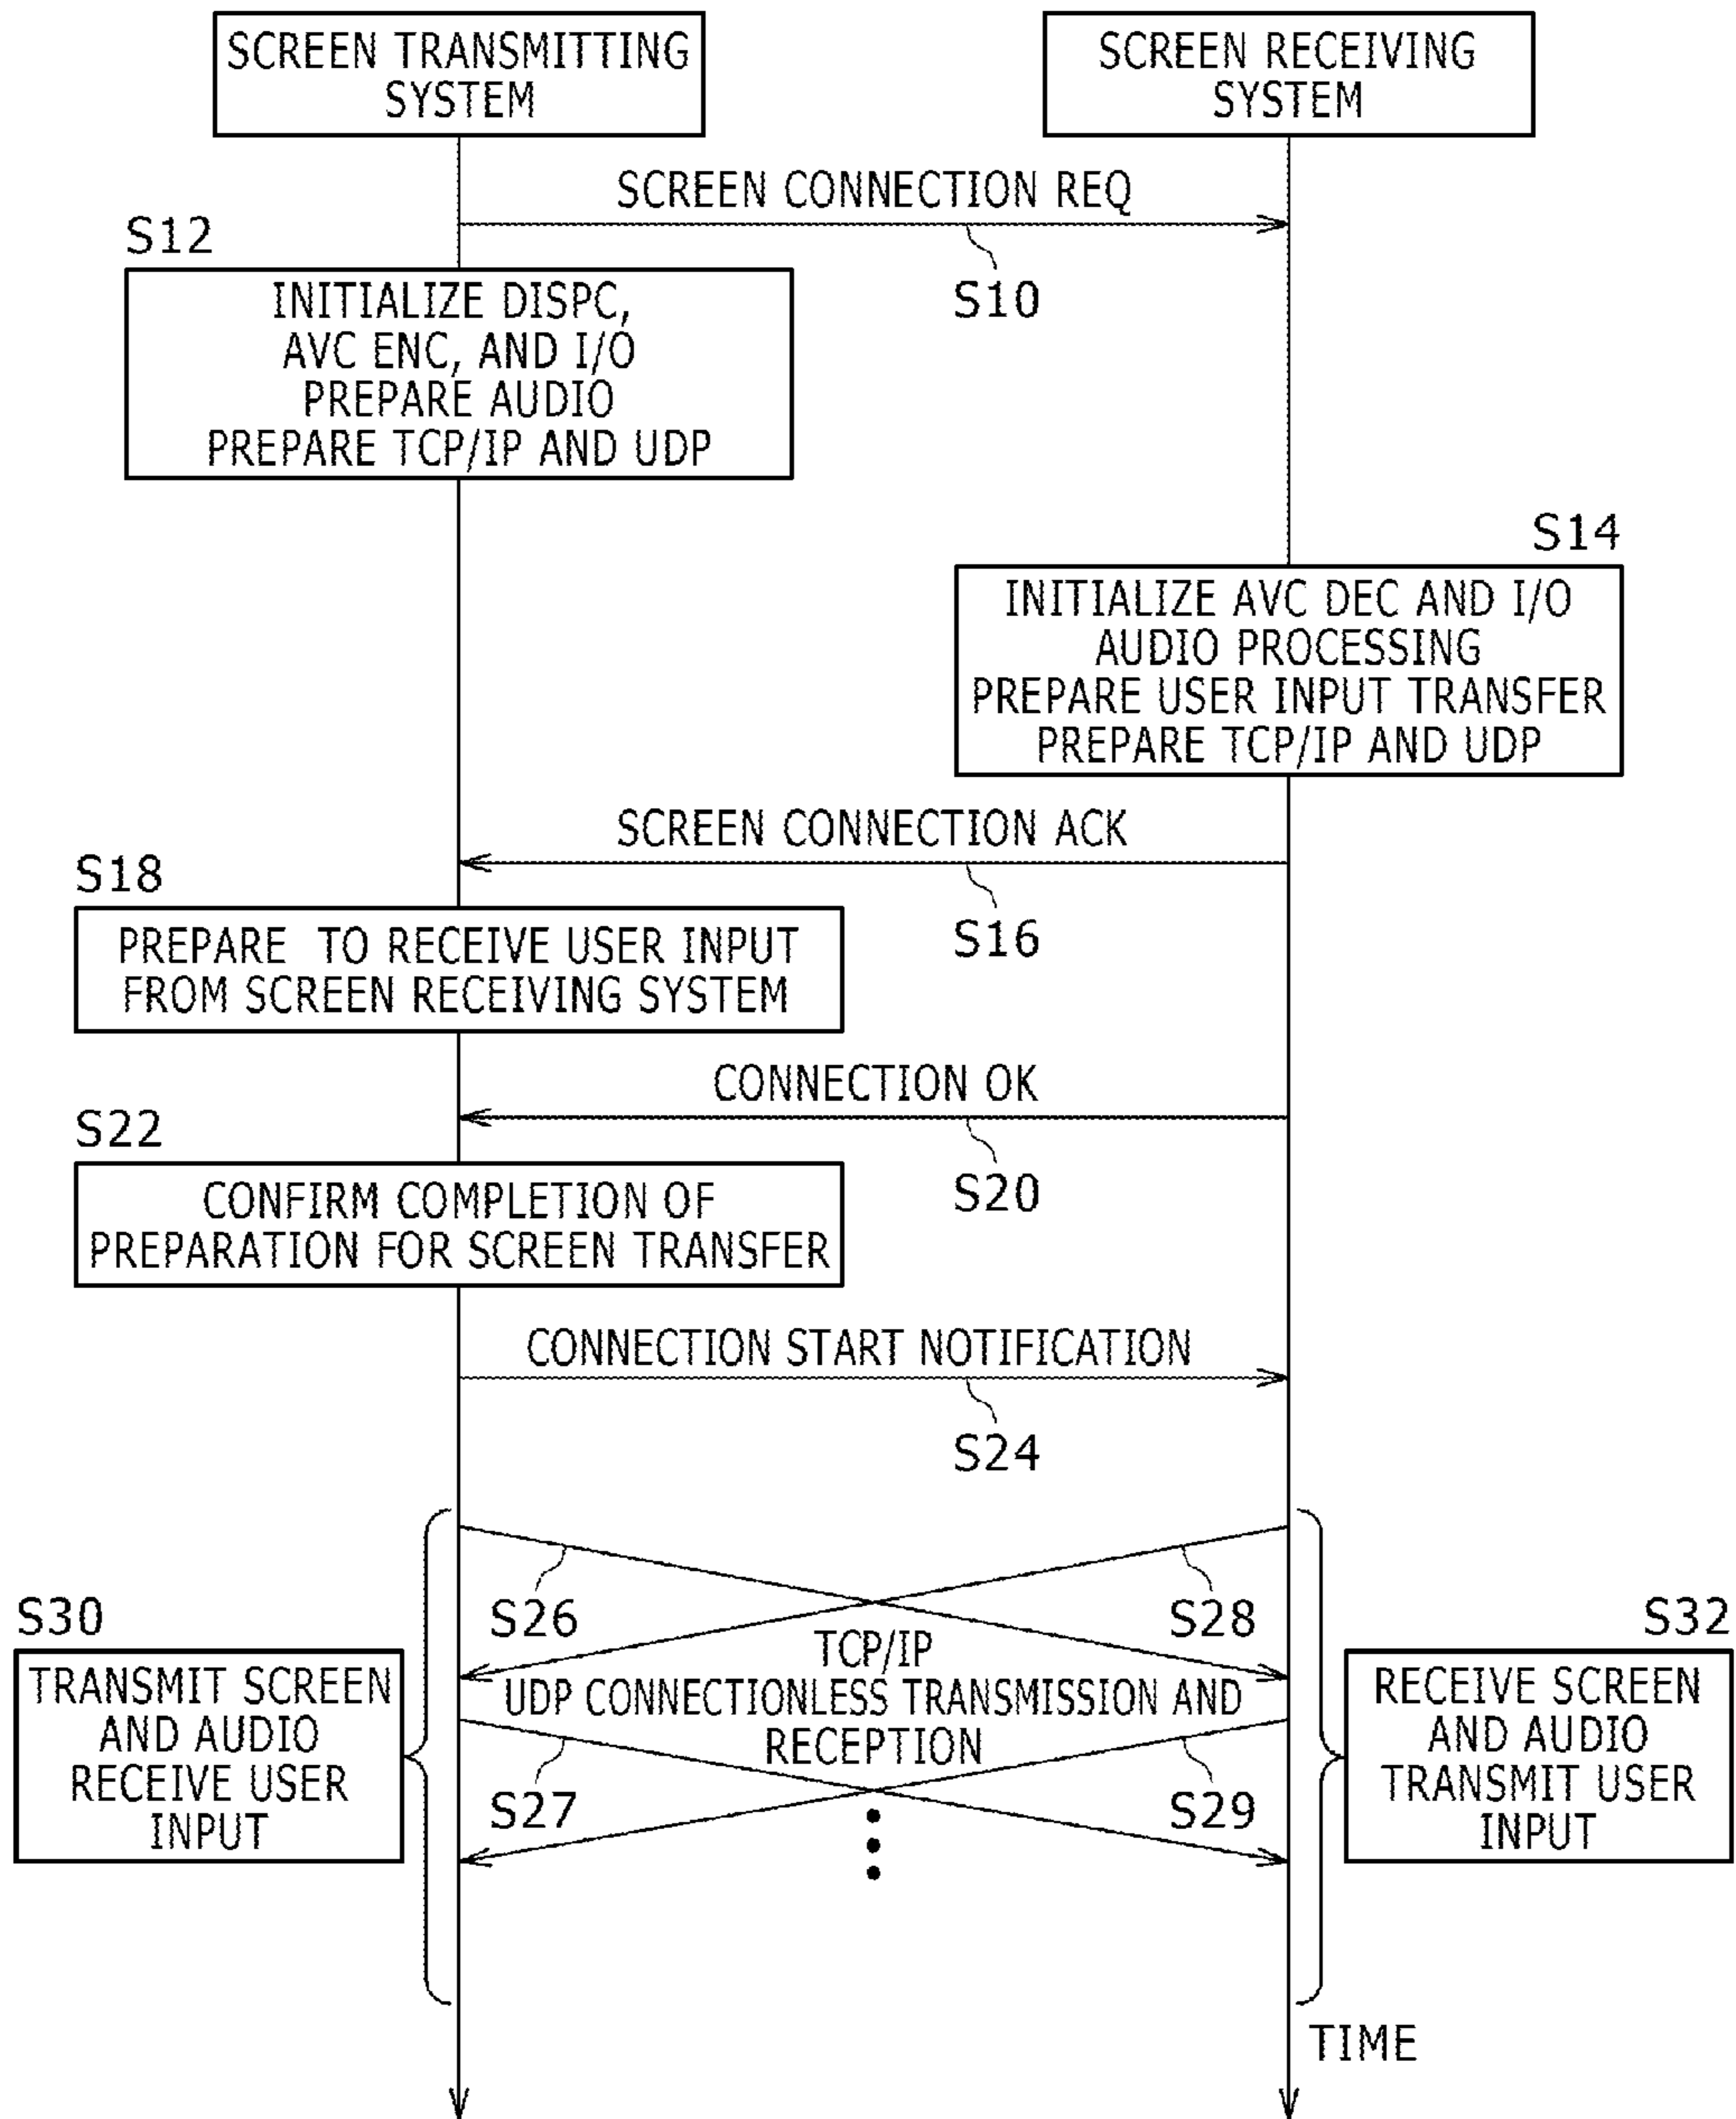 SCREEN TRANSMITTING
SYSTEM
SCREEN RECEIVING
SYSTEM
SCREEN CONNECTION REQ
S10
S12
INITIALIZE DISPC,
AVC ENC, AND I/O
PREPARE AUDIO
PREPARE TCP/IP AND UDP
S14
INITIALIZE AVC DEC AND I/O
AUDIO PROCESSING
PREPARE USER INPUT TRANSFER
PREPARE TCP/IP AND UDP
SCREEN CONNECTION ACK
S16
S18
PREPARE TO RECEIVE USER INPUT
FROM SCREEN RECEIVING SYSTEM
CONNECTION OK
S20
S22
CONFIRM COMPLETION OF
PREPARATION FOR SCREEN TRANSFER
CONNECTION START NOTIFICATION
S24
S26
S28
S30
TRANSMIT SCREEN
AND AUDIO
RECEIVE USER
INPUT
TCP/IP
UDP CONNECTIONLESS TRANSMISSION AND
RECEPTION
S27
S29
S32
RECEIVE SCREEN
AND AUDIO
TRANSMIT USER
INPUT
TIME